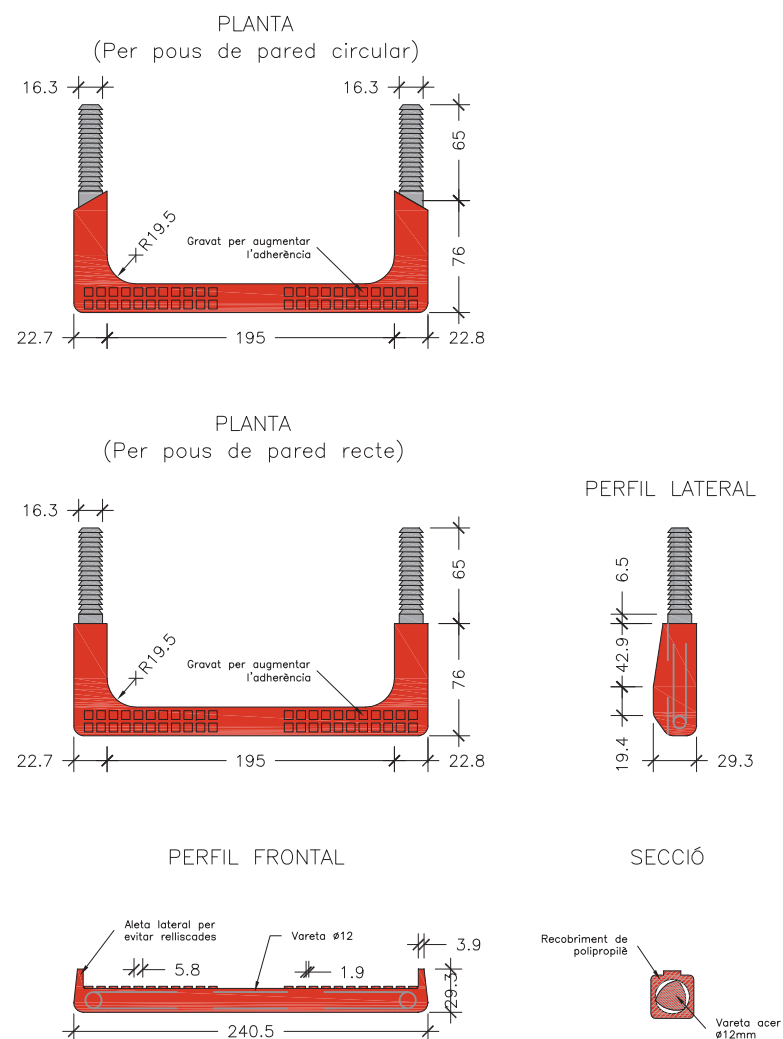 PLANTA
(Per pous de pared circular)
16.3
16.3
65
R19.5
Gravat per augmentar
l'adherència
76
22.7
195
22.8
PLANTA
(Per pous de pared recte)
PERFIL LATERAL
16.3
65
6.5
R19.5
Gravat per augmentar
l'adherència
76
42.9
19.4
22.7
195
22.8
29.3
PERFIL FRONTAL
SECCIÓ
Aleta lateral per
evitar relliscades
Vareta ø12
3.9
5.8
1.9
29.3
240.5
Recobriment de
polipropilè
Vareta acer
ø12mm